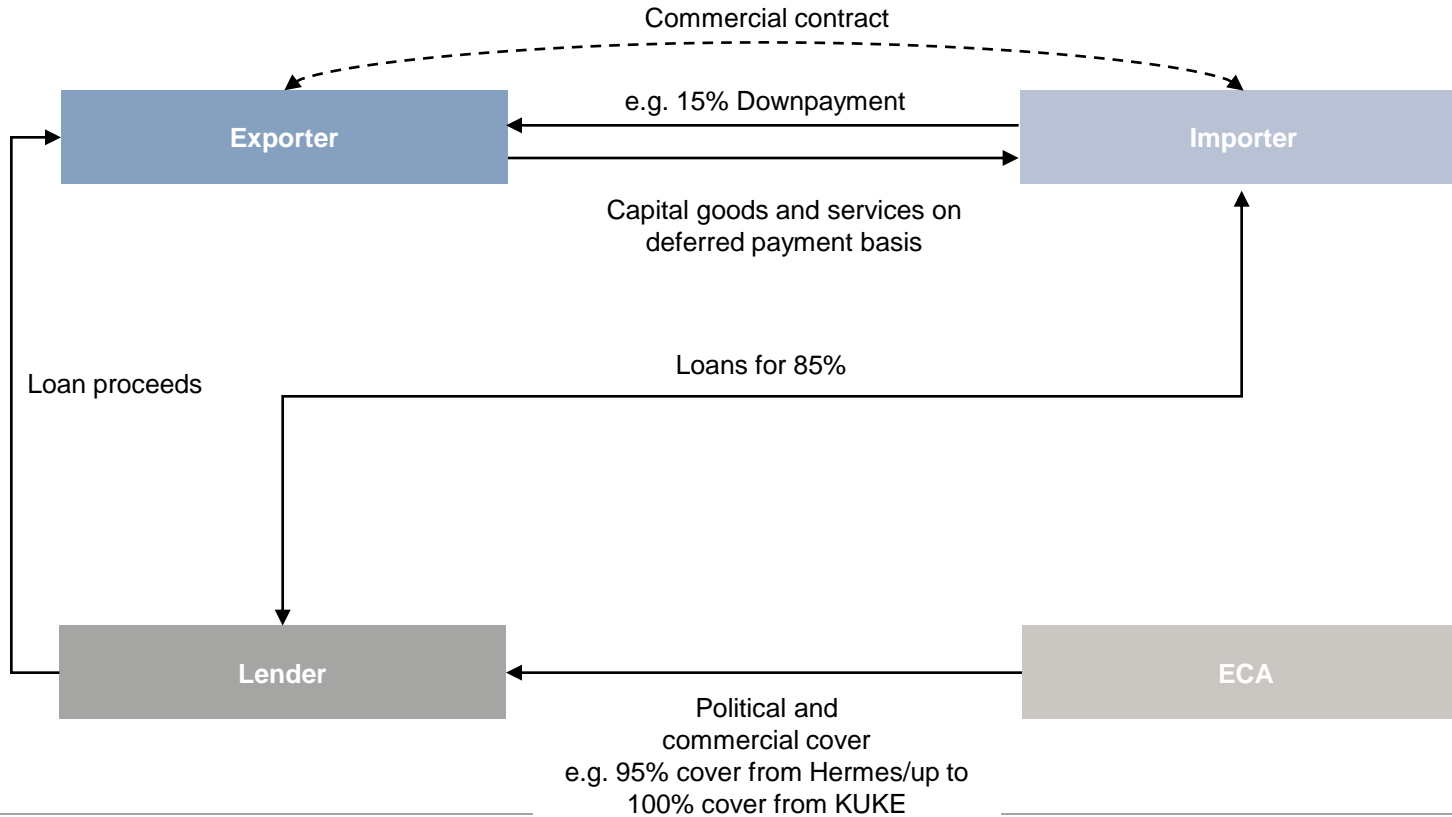 Commercial contract
e.g. 15% Downpayment
Exporter
Importer
Capital goods and services on
deferred payment basis
Loans for 85%
Loan proceeds
Lender
ECA
Political and
commercial cover
e.g. 95% cover from Hermes/up to
100% cover from KUKE